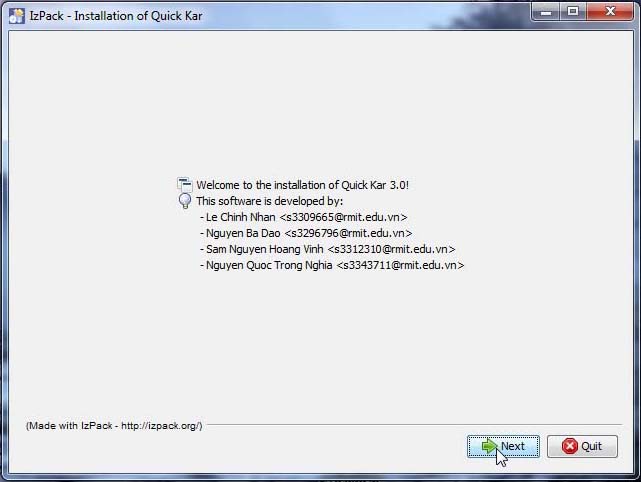 IzPack - Installation of Quick Kar
Welcome to the installation of Quick Kar 3.0!
This software is developed by:
- Le Chinh Nhan <s3309665@rmit.edu.vn>
- Nguyen Ba Dao <s3296796@rmit.edu.vn>
- Sam Nguyen Hoang Vinh <s3312310@rmit.edu.vn>
- Nguyen Quoc Trong Nghia <s3343711@rmit.edu.vn>
(Made with IzPack - http://izpack.org/)
Next Quit